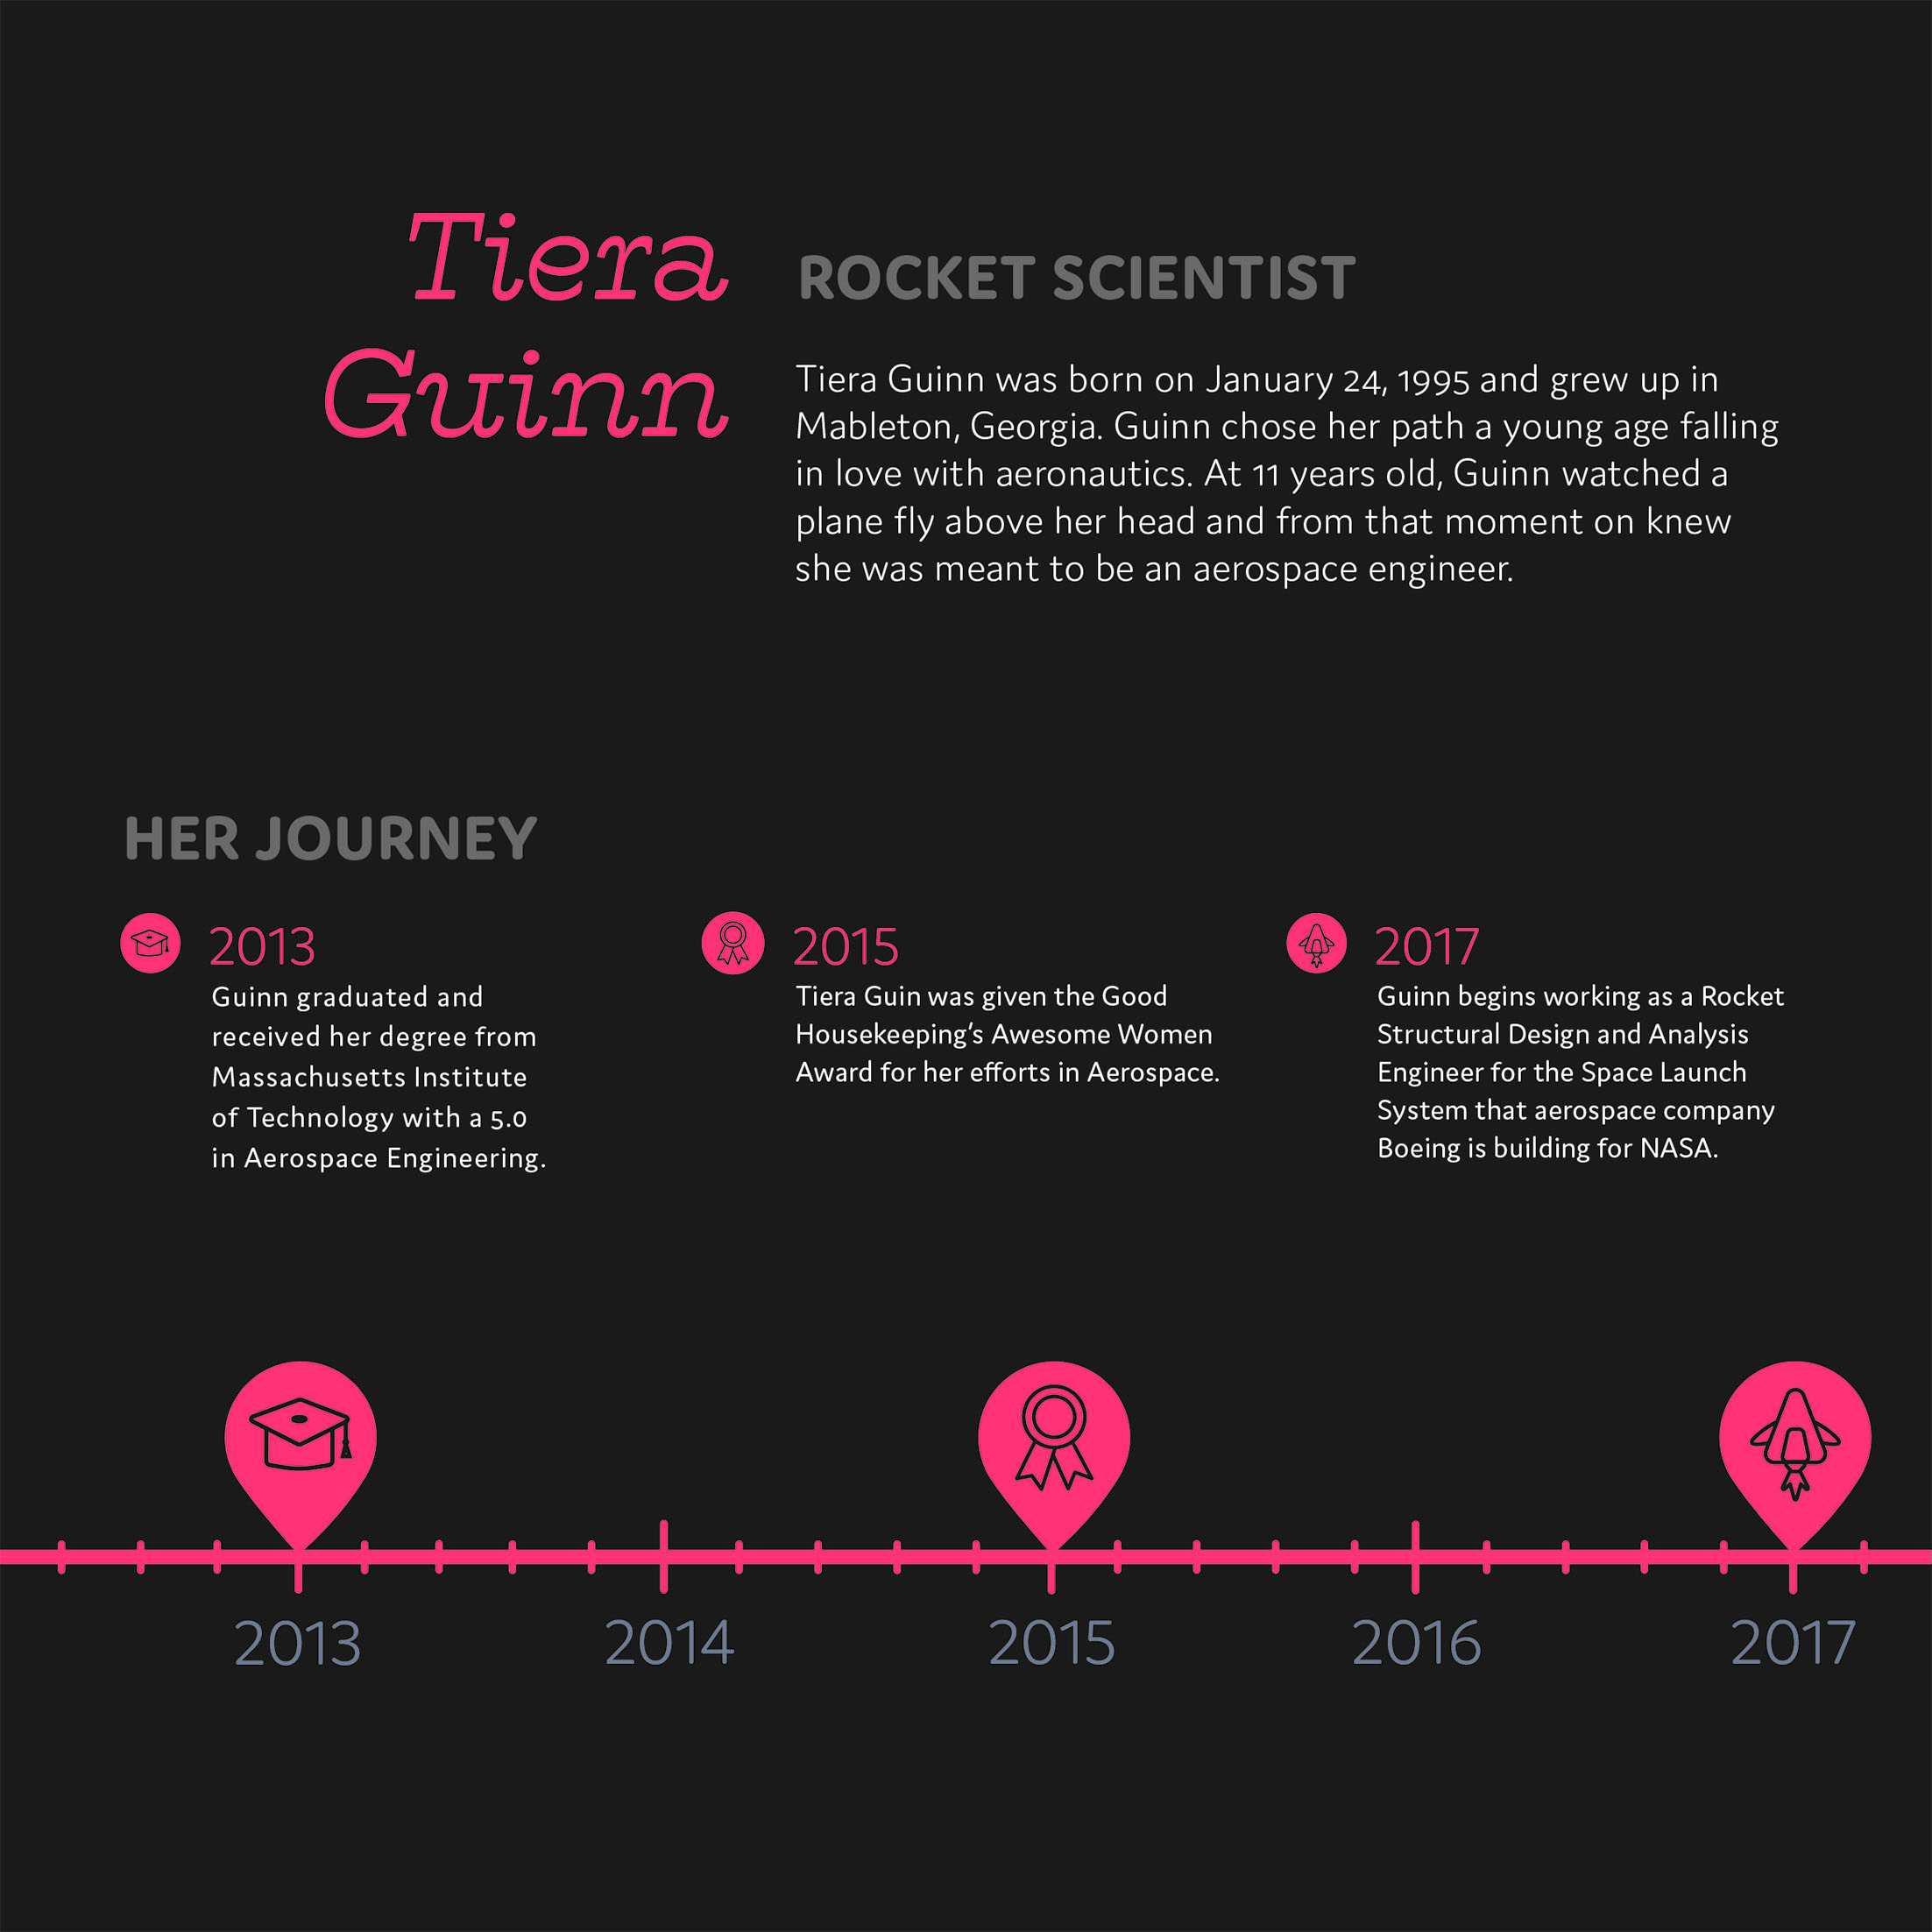 Tiera
Guinn
ROCKET SCIENTIST
Tiera Guinn was born on January 24, 1995 and grew up in
Mableton, Georgia. Guinn chose her path a young age falling
in love with aeronautics. At 11 years old, Guinn watched a
plane fly above her head and from that moment on knew
she was meant to be an aerospace engineer.
HER JOURNEY
2013
Guinn graduated and
received her degree from
Massachusetts Institute
of Technology with a 5.0
in Aerospace Engineering.
2015
Tiera Guin was given the Good
Housekeeping's Awesome Women
Award for her efforts in Aerospace.
2017
Guinn begins working as a Rocket
Structural Design and Analysis
Engineer for the Space Launch
System that aerospace company
Boeing is building for NASA.
2013 2014 2015 2016 2017